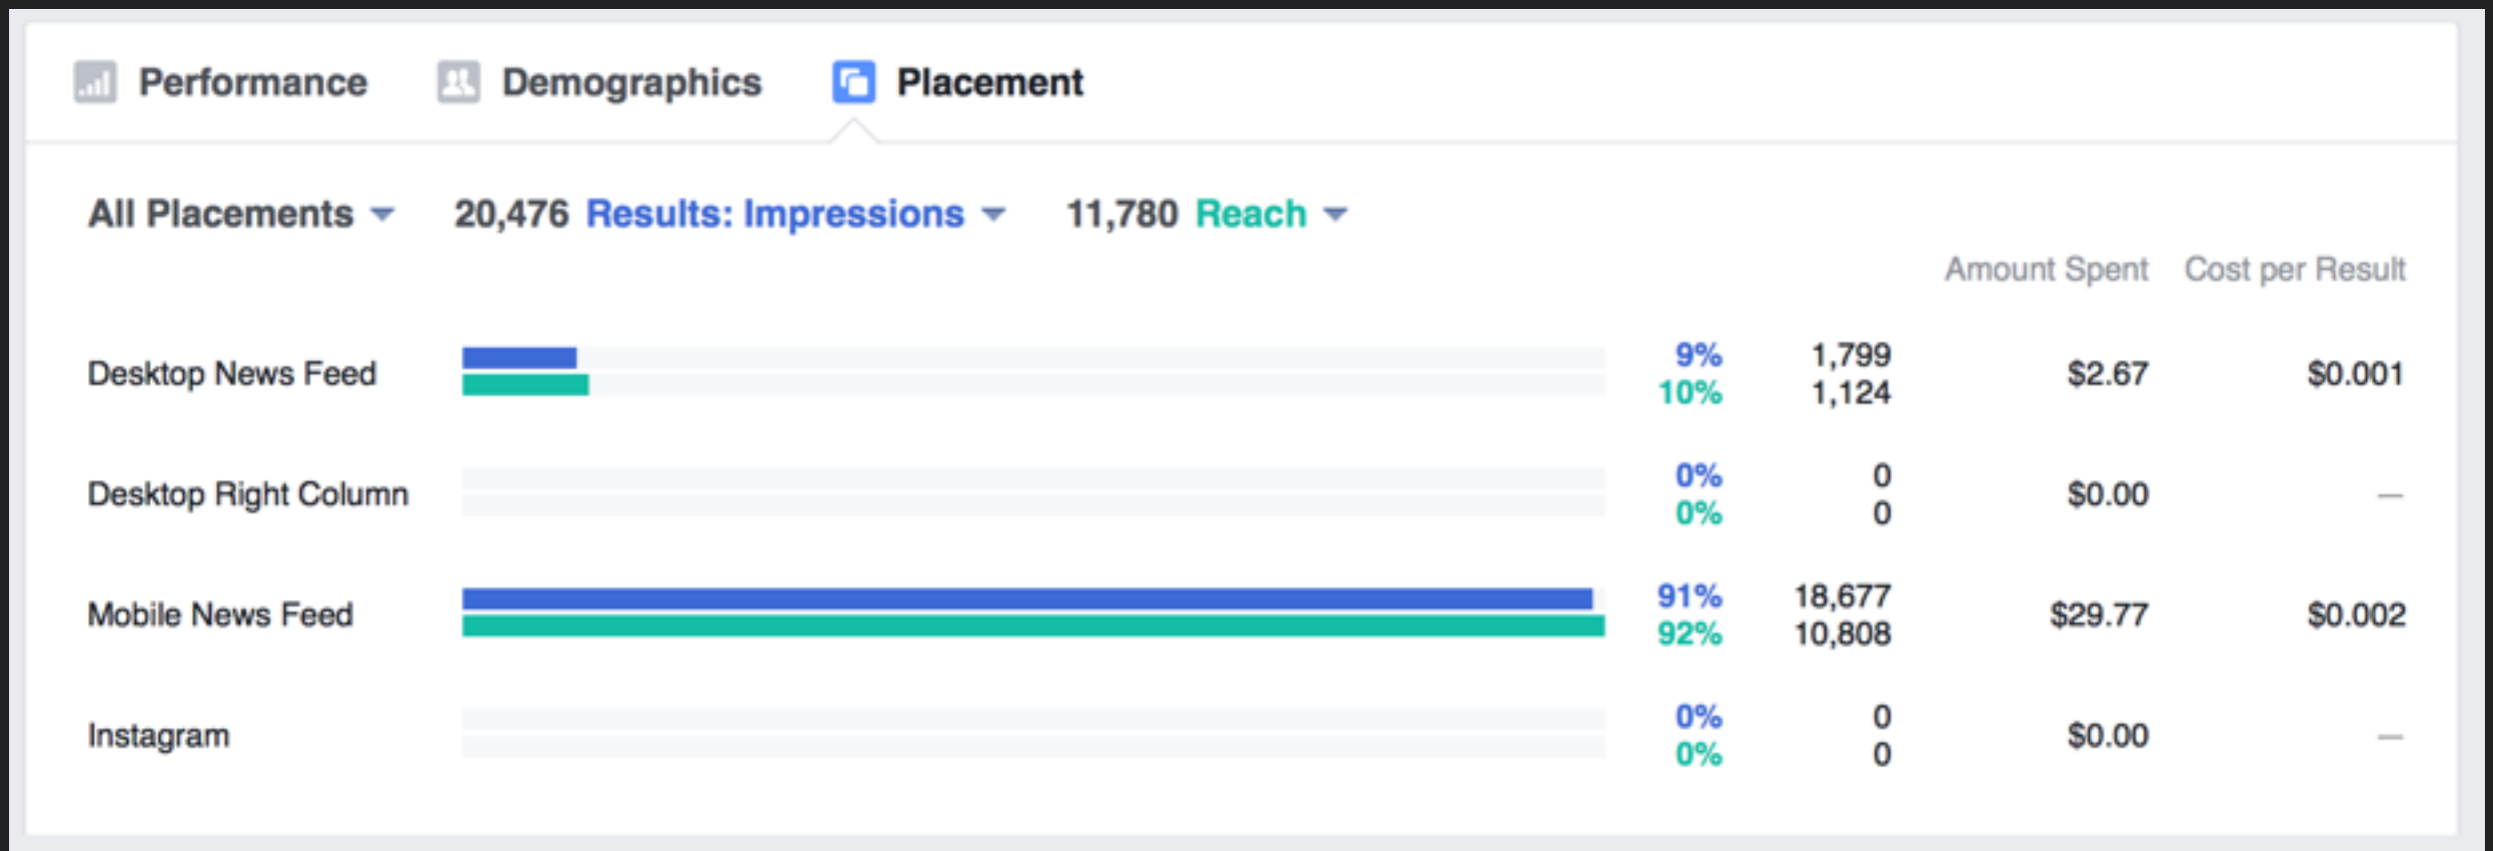 Performance Demographics Placement
All Placements 20,476 Results: Impressions 11,780 Reach
Amount Spent Cost per Result
Desktop News Feed 9% 1,799 $2.67 $0.001
10% 1,124
Desktop Right Column 0% 0 $0.00 —
0% 0
Mobile News Feed 91% 18,677 $29.77 $0.002
92% 10,808
Instagram 0% 0 $0.00 —
0% 0